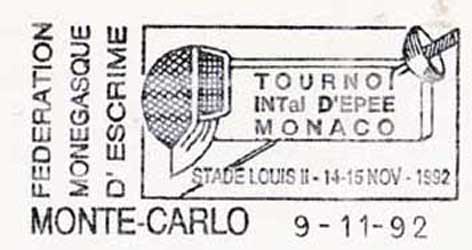 FEDERATION
MONEGASQUE
D'ESCRIME
TOURNOI
INTal D'EPEE
MONACO
STADE LOUIS II - 14-15 NOV - 1992
MONTE-CARLO 9-11-92